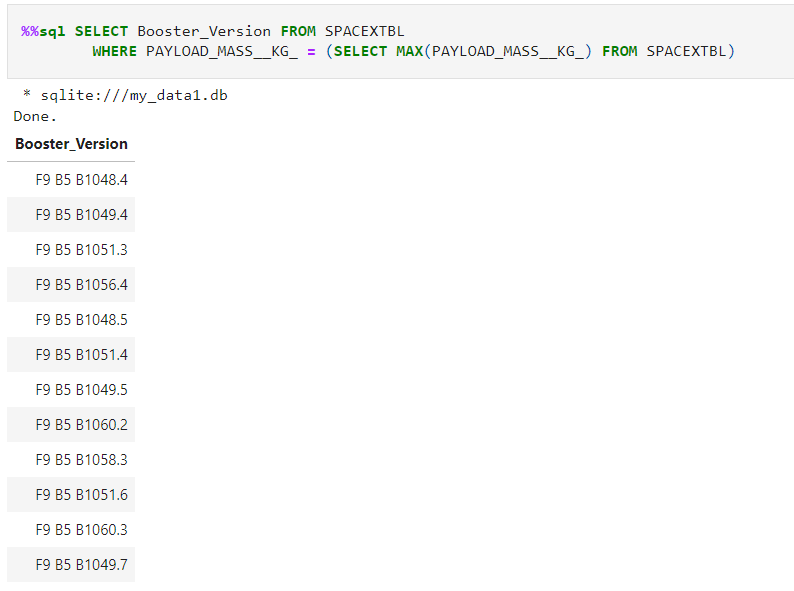 %%sql SELECT Booster_Version FROM SPACEXTBL
WHERE PAYLOAD_MASS__KG_ = (SELECT MAX(PAYLOAD_MASS__KG_) FROM SPACEXTBL)
* sqlite:///my_data1.db
Done.
Booster_Version
F9 B5 B1048.4
F9 B5 B1049.4
F9 B5 B1051.3
F9 B5 B1056.4
F9 B5 B1048.5
F9 B5 B1051.4
F9 B5 B1049.5
F9 B5 B1060.2
F9 B5 B1058.3
F9 B5 B1051.6
F9 B5 B1060.3
F9 B5 B1049.7